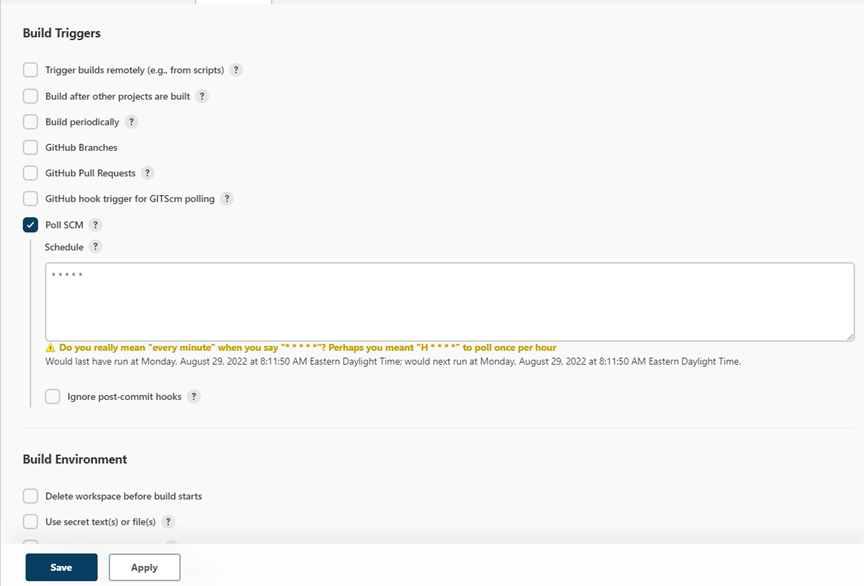 Build Triggers
Trigger builds remotely (e.g., from scripts) ?
Build after other projects are built ?
Build periodically ?
GitHub Branches
GitHub Pull Requests ?
GitHub hook trigger for GITScm polling ?
Poll SCM ?
Schedule ?
* * * * *
Do you really mean "every minute" when you say "* * * * *"? Perhaps you meant "H * * * *" to poll once per hour
Would last have run at Monday, August 29, 2022 at 8:11:50 AM Eastern Daylight Time; would next run at Monday, August 29, 2022 at 8:11:50 AM Eastern Daylight Time.
Ignore post-commit hooks ?
Build Environment
Delete workspace before build starts
Use secret text(s) or file(s) ?
Save Apply